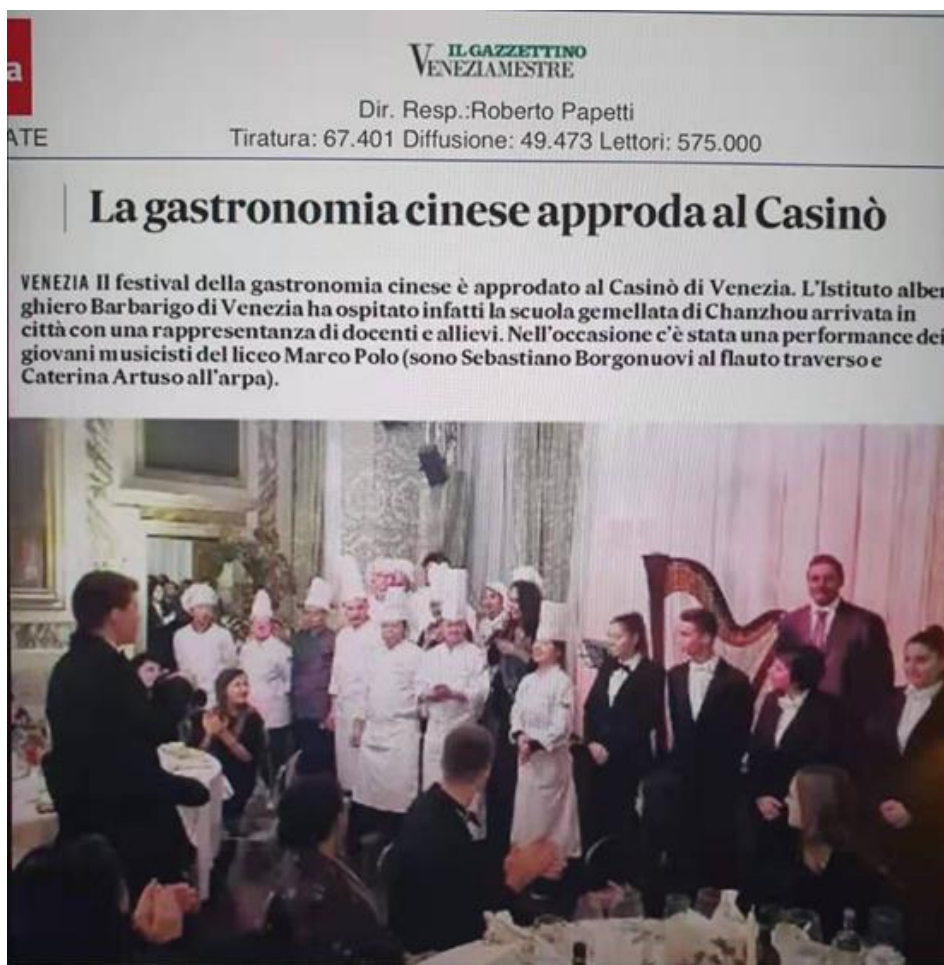 a
ATE
IL GAZZETTINO
VENEZIAMESTRE
Dir. Resp.:Roberto Papetti
Tiratura: 67.401 Diffusione: 49.473 Lettori: 575.000
La gastronomia cinese approda al Casinò
VENEZIA Il festival della gastronomia cinese è approdato al Casinò di Venezia. L'Istituto alber
ghiero Barbarigo di Venezia ha ospitato infatti la scuola gemellata di Chanzhou arrivata in
città con una rappresentanza di docenti e allievi. Nell'occasione c'è stata una performance dei
giovani musicisti del liceo Marco Polo (sono Sebastiano Borgonuovi al flauto traverso e
Caterina Artuso all'arpa).